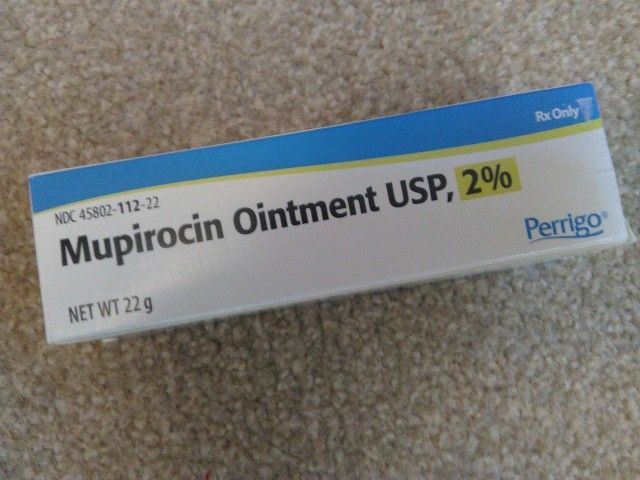 Rx Only
NDC 45802-112-22
Mupirocin Ointment USP, 2%
Perrigo®
NET WT 22 g